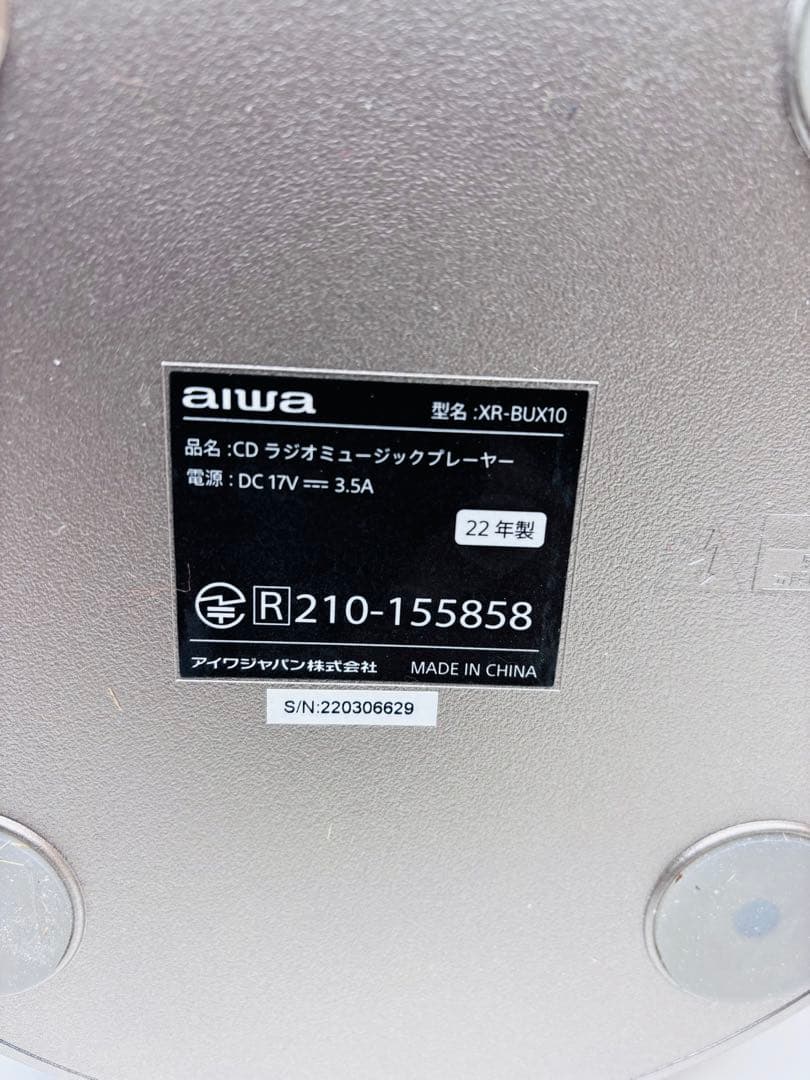 aiwa
型名 :XR-BUX10
品名 :CD ラジオミュージックプレーヤー
電源 : DC 17V ⎓ 3.5A
22 年製
R 210-155858
アイワジャパン株式会社 MADE IN CHINA
S/N:220306629